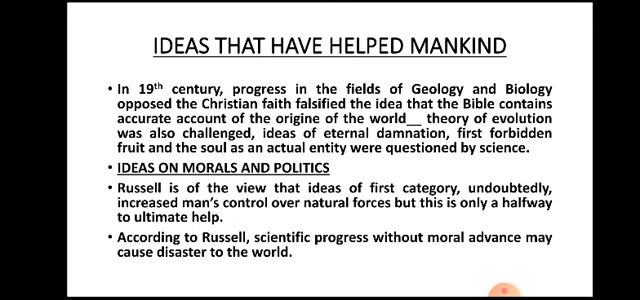 IDEAS THAT HAVE HELPED MANKIND
• In 19th century, progress in the fields of Geology and Biology
opposed the Christian faith falsified the idea that the Bible contains
accurate account of the origine of the world__ theory of evolution
was also challenged, ideas of eternal damnation, first forbidden
fruit and the soul as an actual entity were questioned by science.
• IDEAS ON MORALS AND POLITICS
• Russell is of the view that ideas of first category, undoubtedly,
increased man's control over natural forces but this is only a halfway
to ultimate help.
• According to Russell, scientific progress without moral advance may
cause disaster to the world.